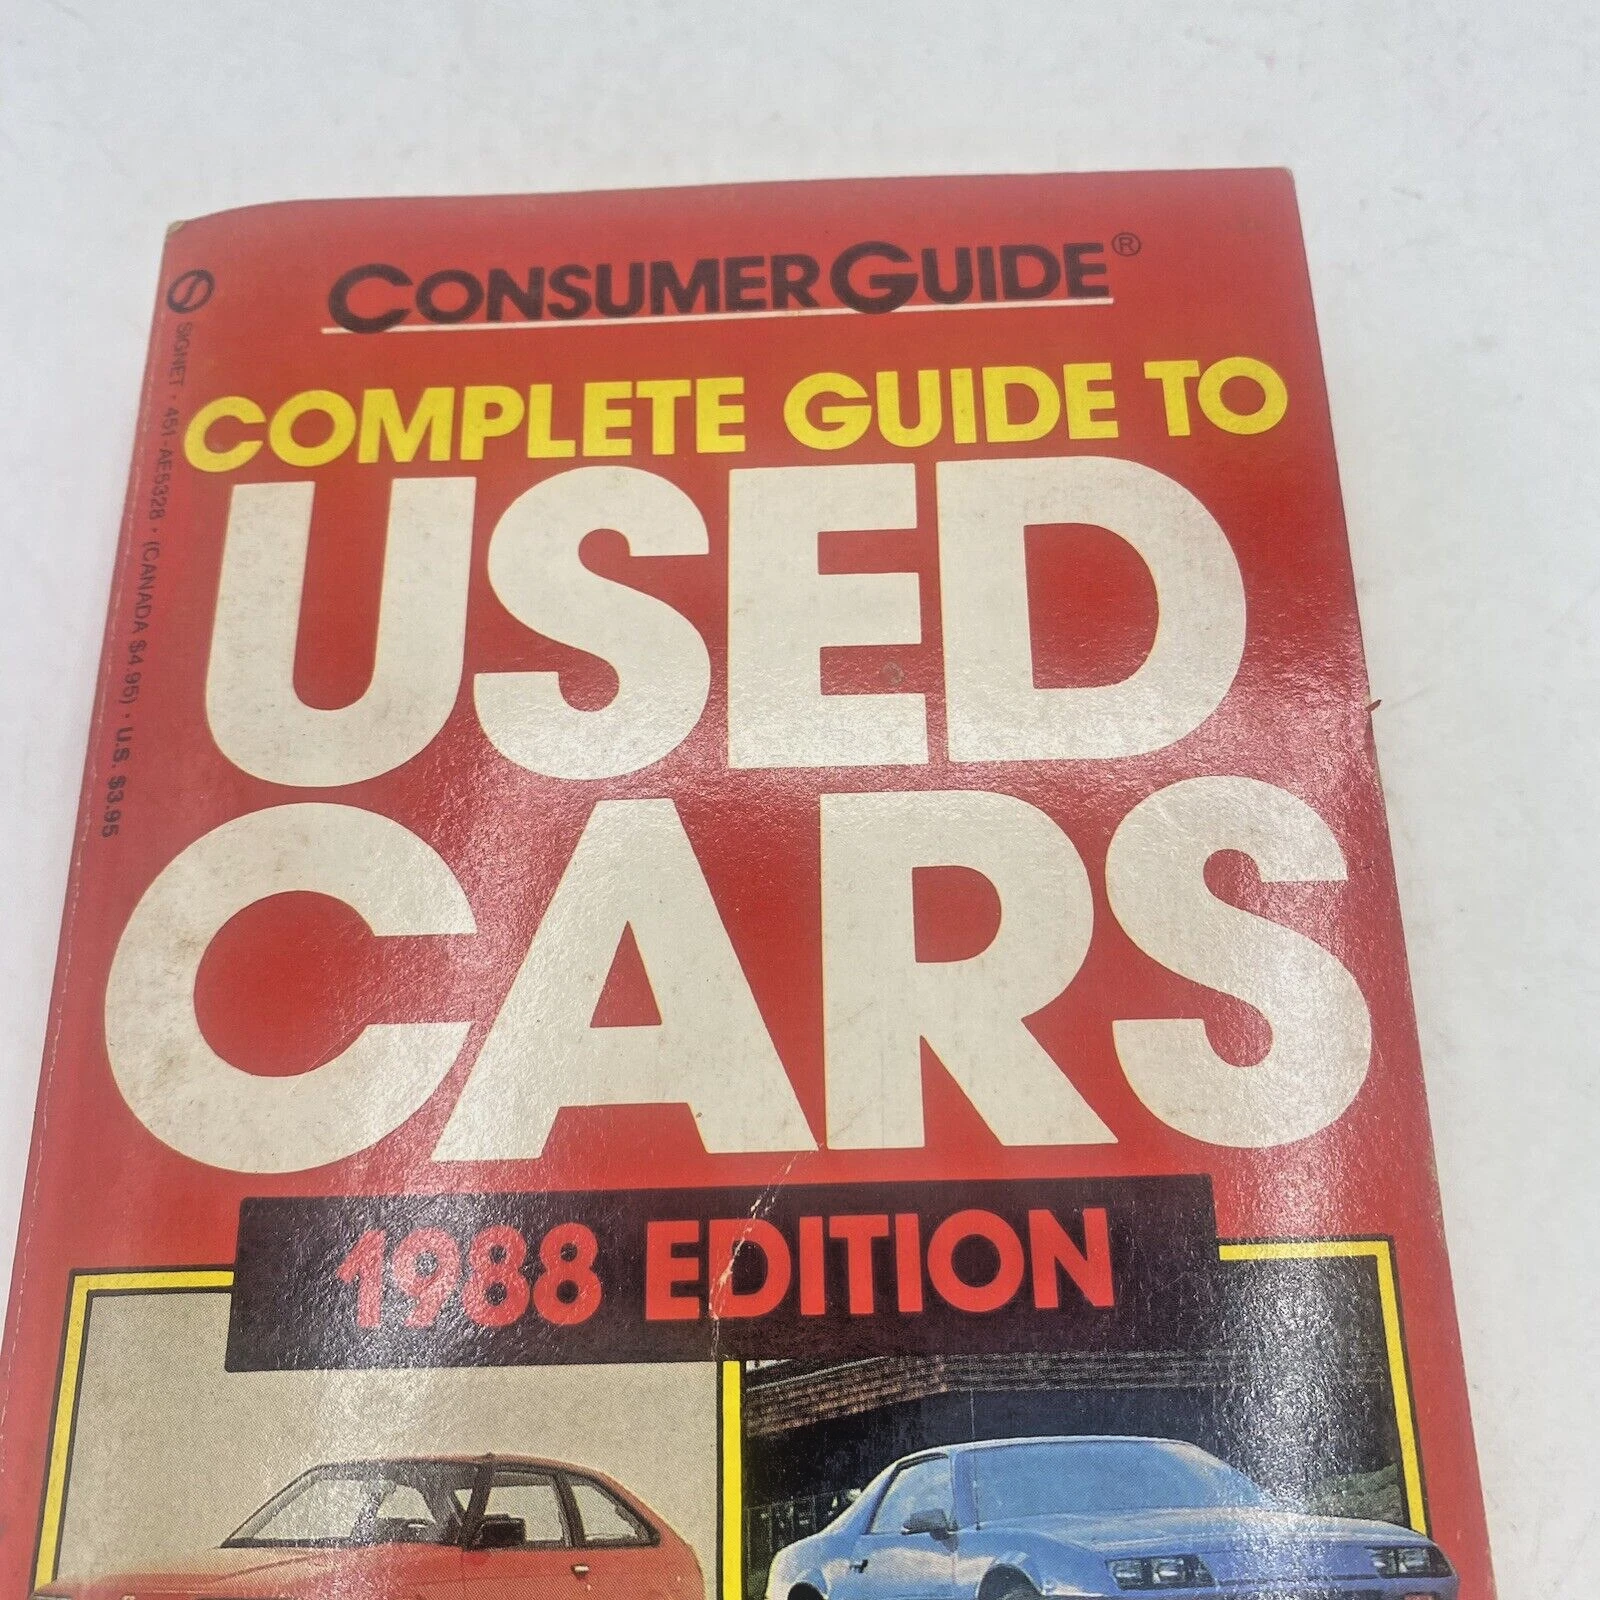 CONSUMER GUIDE®
COMPLETE GUIDE TO
USED
CARS
1988 EDITION
SIGNET • 451-AE5328 • (CANADA $4.95) • U.S. $3.95